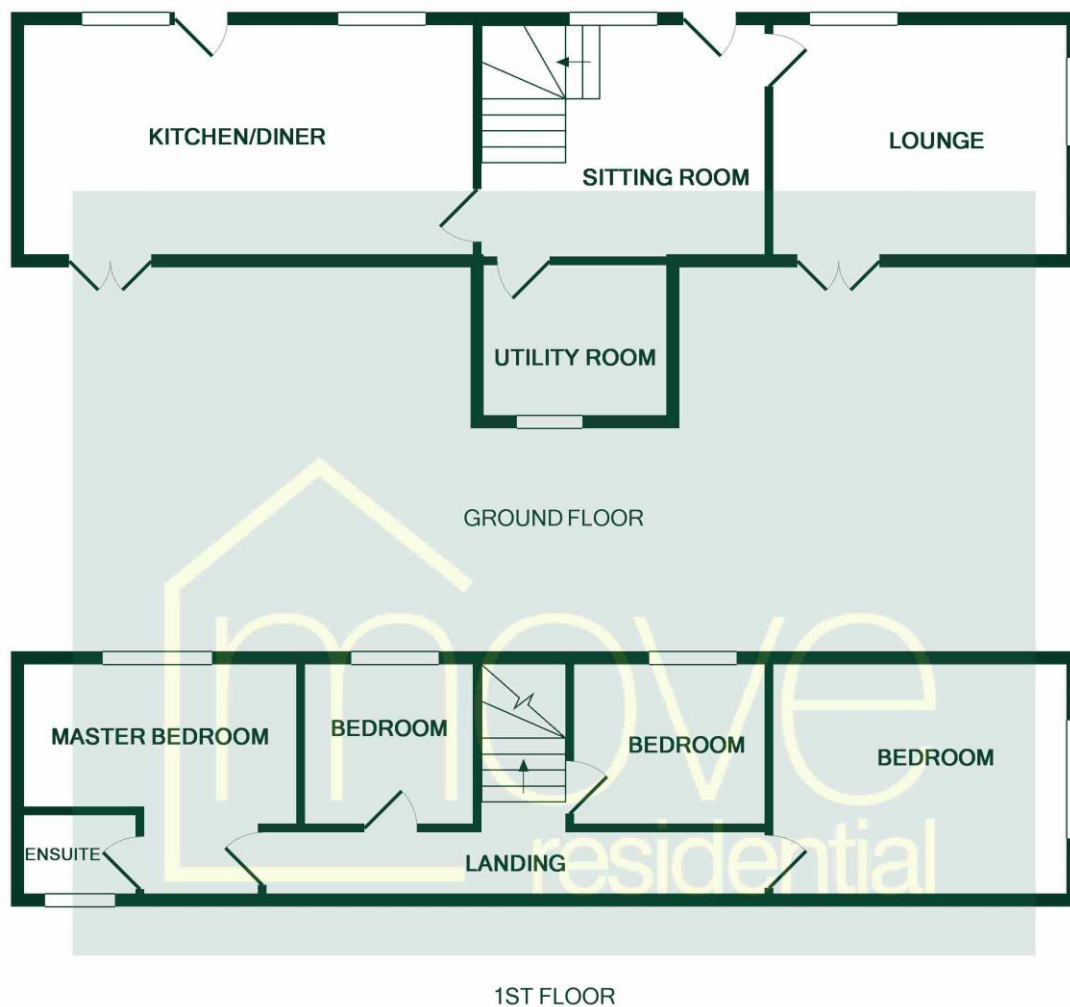 KITCHEN/DINER
SITTING ROOM
LOUNGE
UTILITY ROOM
GROUND FLOOR
move
residential
MASTER BEDROOM
BEDROOM
BEDROOM
BEDROOM
ENSUITE
LANDING
1ST FLOOR